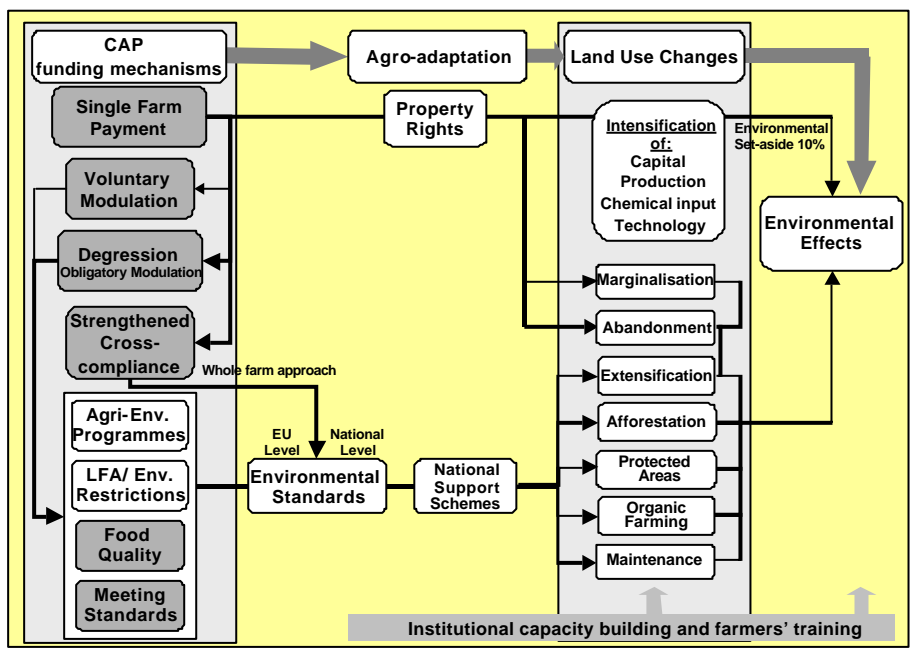 CAP
funding mechanisms
Agro-adaptation
Land Use Changes
Single Farm
Payment
Property
Rights
Intensification
of:
Capital
Production
Chemical input
Technology
Environmental
Set-aside 10%
Voluntary
Modulation
Environmental
Effects
Degression
Obligatory Modulation
Marginalisation
Strengthened
Cross-
compliance
Abandonment
Whole farm approach
Extensification
Agri-Env.
Programmes
Afforestation
EU
Level
National
Level
LFA/ Env.
Restrictions
Environmental
Standards
National
Support
Schemes
Protected
Areas
Organic
Farming
Food
Quality
Maintenance
Meeting
Standards
Institutional capacity building and farmers’ training